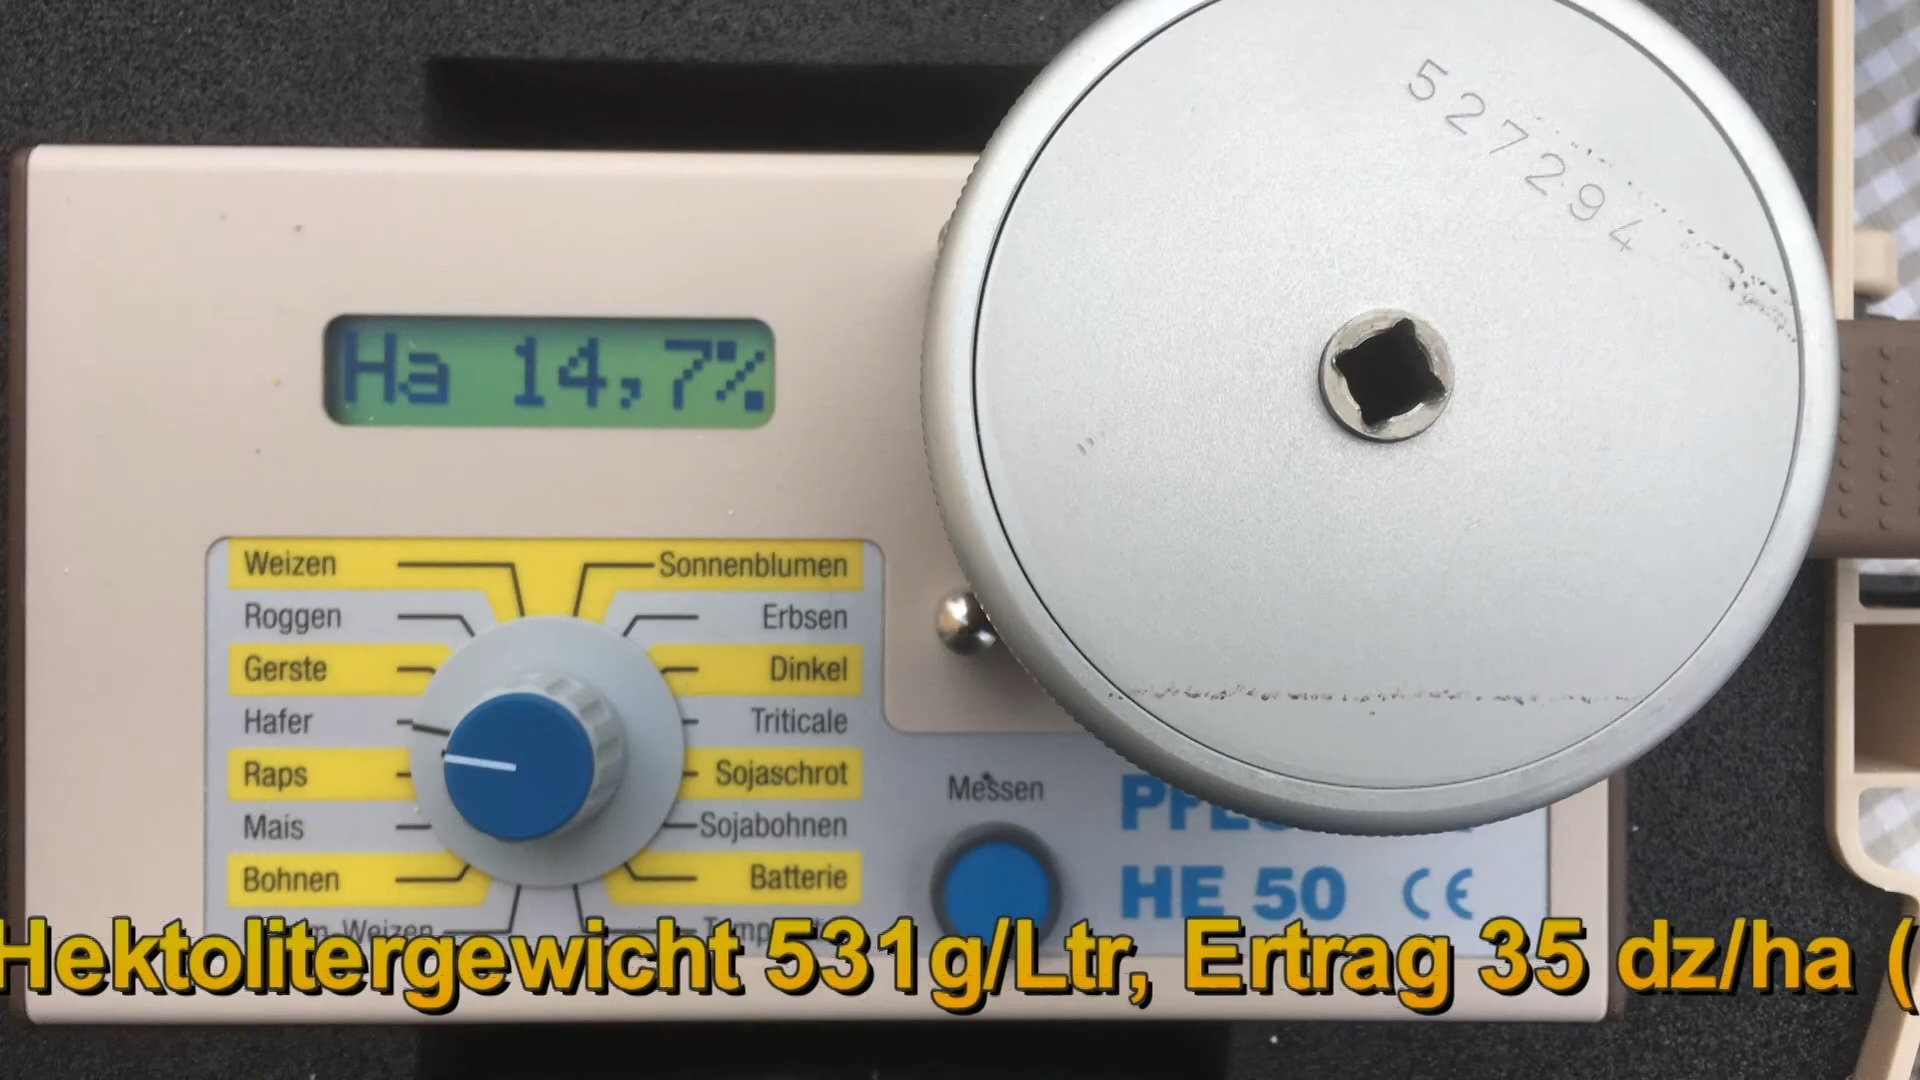 527294
Ha 14,7%
Weizen
Roggen
Gerste
Hafer
Raps
Mais
Bohnen
Sonnenblumen
Erbsen
Dinkel
Triticale
Sojaschrot
Sojabohnen
Batterie
Messen
HE 50 CE
Hektolitergewicht 531g/Ltr, Ertrag 35 dz/ha (